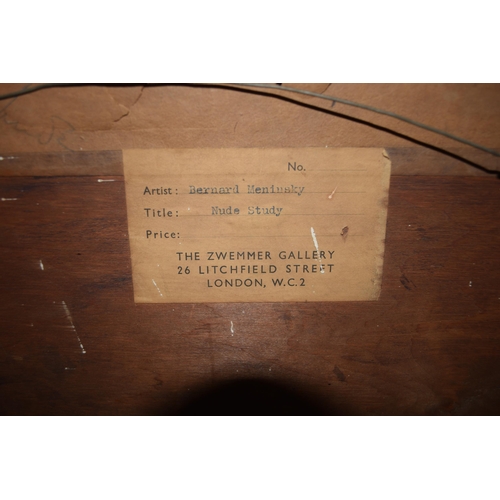 No.
Artist: Bernard Meninsky
Title: Nude Study
Price:
THE ZWEMMER GALLERY
26 LITCHFIELD STREET
LONDON, W.C.2